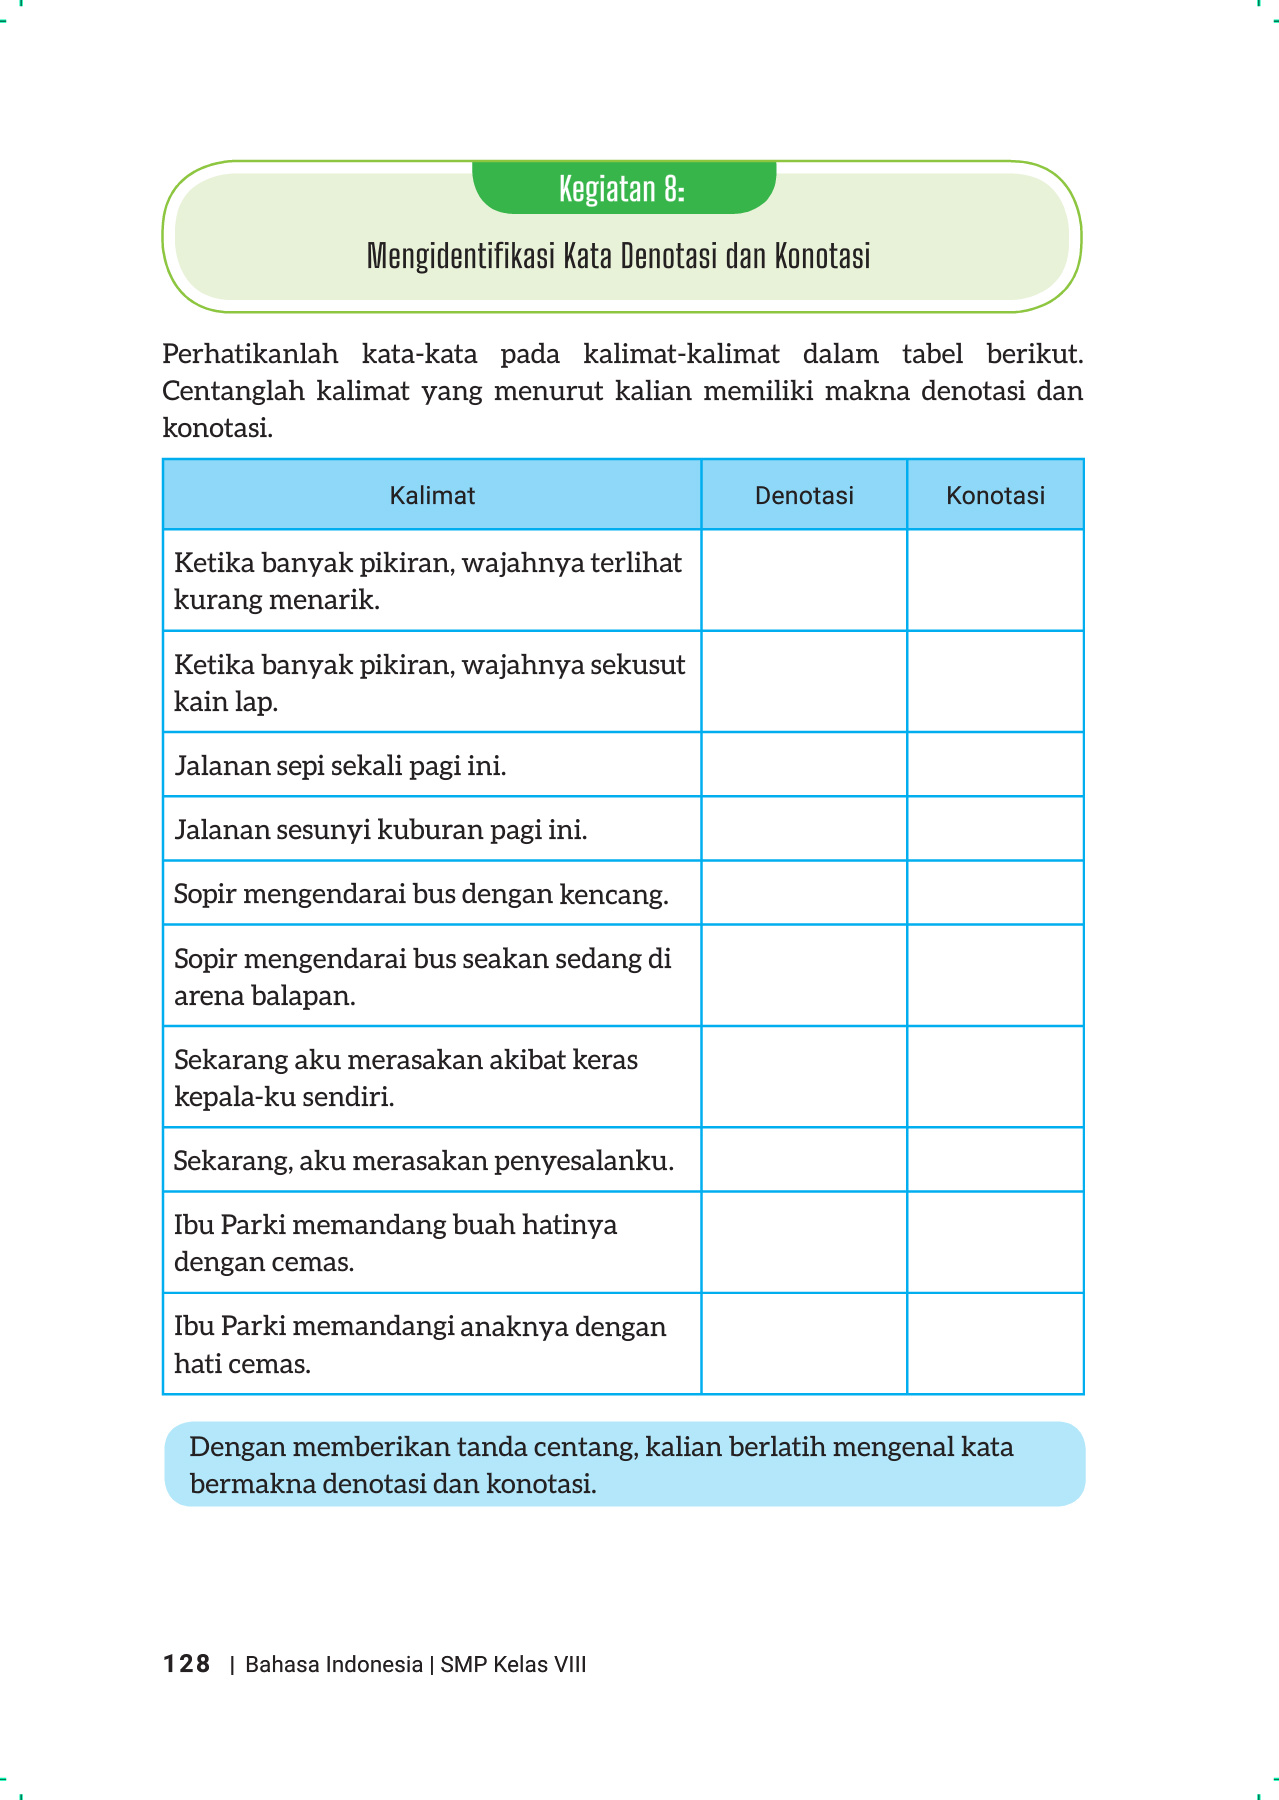 Kegiatan 8:
Mengidentifikasi Kata Denotasi dan Konotasi
Perhatikanlah kata-kata pada kalimat-kalimat dalam tabel berikut.
Centanglah kalimat yang menurut kalian memiliki makna denotasi dan
konotasi.
Kalimat Denotasi Konotasi
Ketika banyak pikiran, wajahnya terlihat
kurang menarik.
Ketika banyak pikiran, wajahnya sekusut
kain lap.
Jalanan sepi sekali pagi ini.
Jalanan sesunyi kuburan pagi ini.
Sopir mengendarai bus dengan kencang.
Sopir mengendarai bus seakan sedang di
arena balapan.
Sekarang aku merasakan akibat keras
kepala-ku sendiri.
Sekarang, aku merasakan penyesalanku.
Ibu Parki memandang buah hatinya
dengan cemas.
Ibu Parki memandangi anaknya dengan
hati cemas.
Dengan memberikan tanda centang, kalian berlatih mengenal kata
bermakna denotasi dan konotasi.
128 | Bahasa Indonesia | SMP Kelas VIII